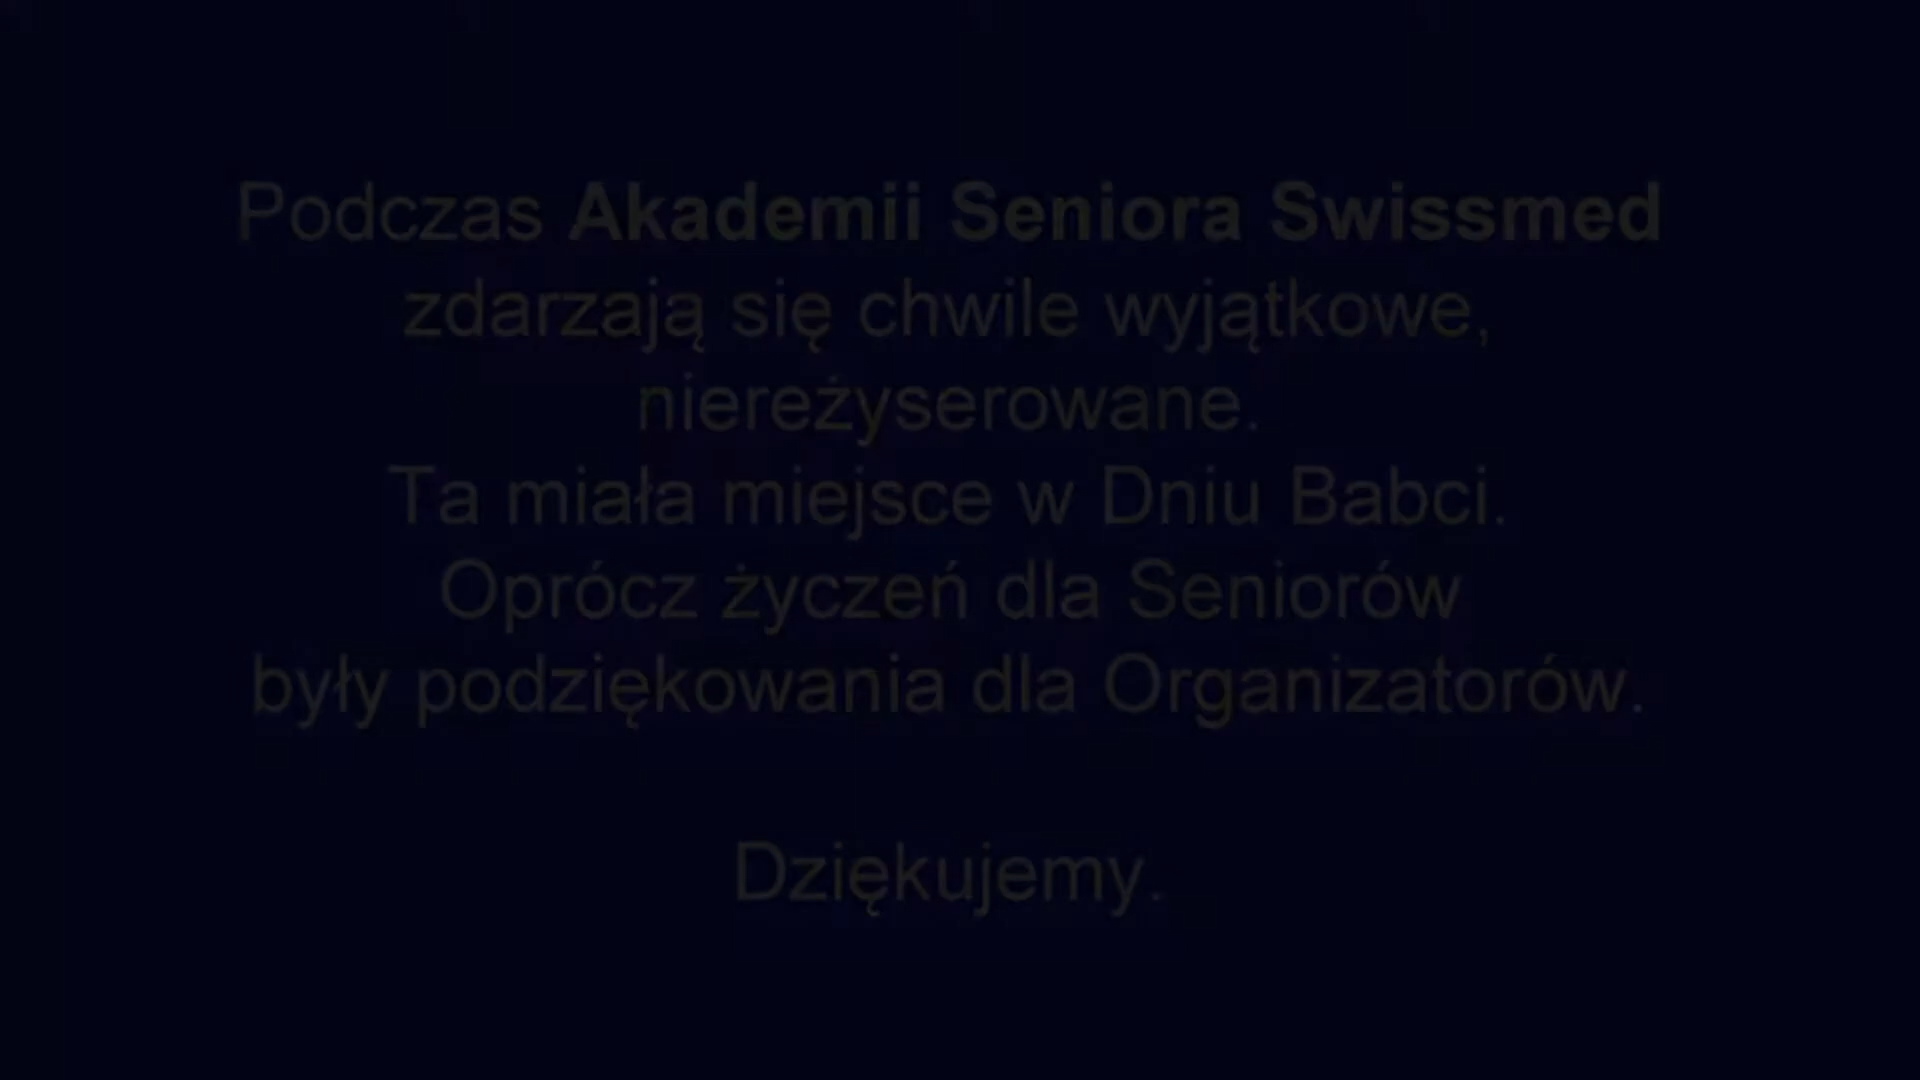 Podczas Akademii Seniora Swissmed
zdarzają się chwile wyjątkowe,
niereżyserowane.
Ta miała miejsce w Dniu Babci.
Oprócz życzeń dla Seniorów
były podziękowania dla Organizatorów.
Dziękujemy.